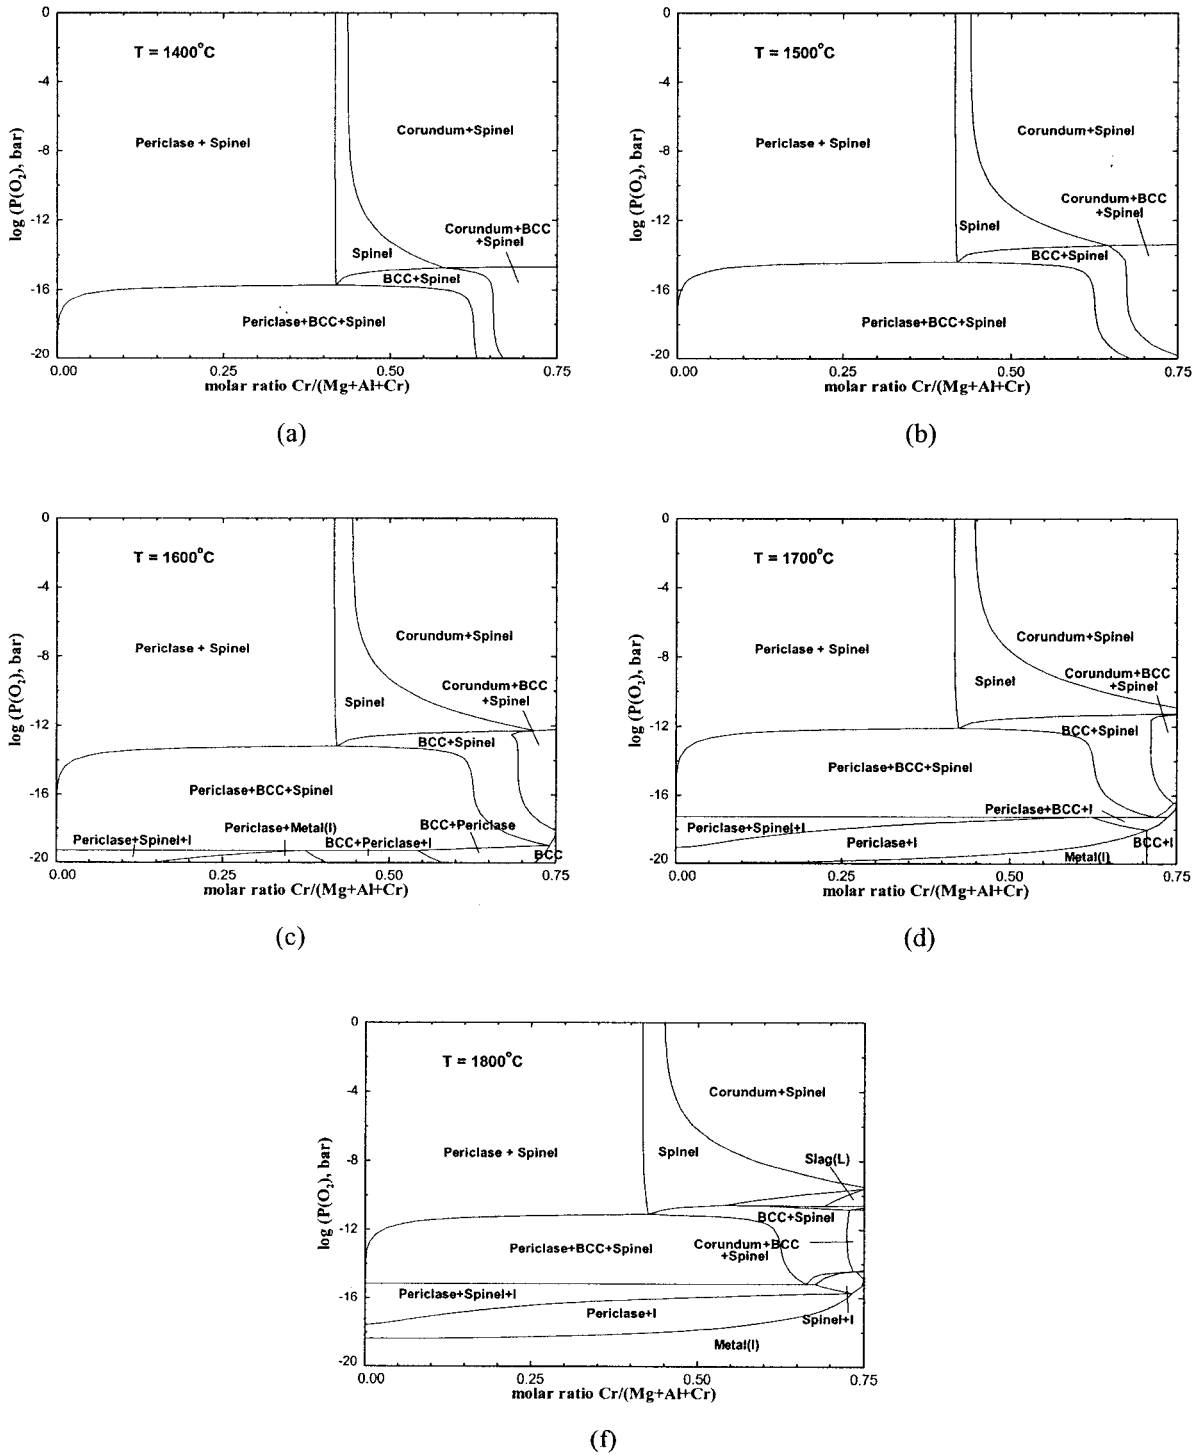 T = 1400°C
Periclase + Spinel
Corundum+Spinel
Corundum+BCC
+Spinel
Spinel
BCC+Spinel
Periclase+BCC+Spinel
log (P(O2), bar)
0
-4
-8
-12
-16
-20
0.00
0.25
0.50
0.75
molar ratio Cr/(Mg+Al+Cr)
(a)
T = 1500°C
Periclase + Spinel
Corundum+Spinel
Corundum+BCC
+Spinel
Spinel
BCC+Spinel
Periclase+BCC+Spinel
log (P(O2), bar)
0
-4
-8
-12
-16
-20
0.00
0.25
0.50
0.75
molar ratio Cr/(Mg+Al+Cr)
(b)
T = 1600°C
Periclase + Spinel
Corundum+Spinel
Corundum+BCC
+Spinel
Spinel
BCC+Spinel
Periclase+BCC+Spinel
Periclase+Metal(l)
BCC+Periclase
Periclase+Spinel+l
BCC+Periclase+l
BCC
log (P(O2), bar)
0
-4
-8
-12
-16
-20
0.00
0.25
0.50
0.75
molar ratio Cr/(Mg+Al+Cr)
(c)
T = 1700°C
Periclase + Spinel
Corundum+Spinel
Corundum+BCC
+Spinel
Spinel
BCC+Spinel
Periclase+BCC+Spinel
Periclase+BCC+l
Periclase+Spinel+l
Periclase+l
BCC+l
Metal(l)
log (P(O2), bar)
0
-4
-8
-12
-16
-20
0.00
0.25
0.50
0.75
molar ratio Cr/(Mg+Al+Cr)
(d)
T = 1800°C
Corundum+Spinel
Periclase + Spinel
Spinel
Slag(L)
BCC+Spinel
Periclase+BCC+Spinel
Corundum+BCC
+Spinel
Periclase+Spinel+l
Periclase+l
Spinel+l
Metal(l)
log (P(O2), bar)
0
-4
-8
-12
-16
-20
0.00
0.25
0.50
0.75
molar ratio Cr/(Mg+Al+Cr)
(f)